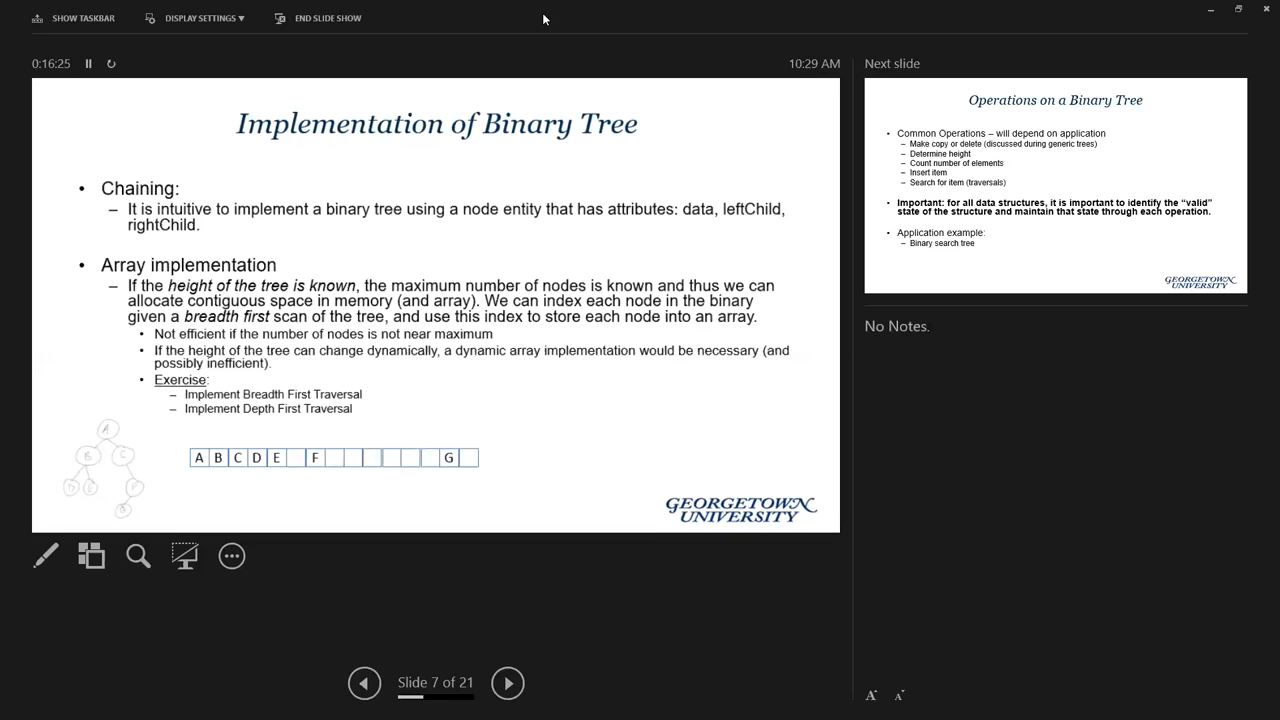 SHOW TASKBAR
DISPLAY SETTINGS ▼
END SLIDE SHOW
0:16:25
10:29 AM
Implementation of Binary Tree
• Chaining:
– It is intuitive to implement a binary tree using a node entity that has attributes: data, leftChild,
rightChild.
• Array implementation
– If the height of the tree is known, the maximum number of nodes is known and thus we can
allocate contiguous space in memory (and array). We can index each node in the binary
given a breadth first scan of the tree, and use this index to store each node into an array.
• Not efficient if the number of nodes is not near maximum
• If the height of the tree can change dynamically, a dynamic array implementation would be necessary (and
possibly inefficient).
• Exercise:
– Implement Breadth First Traversal
– Implement Depth First Traversal
A
B C
D E F
A B C D E F G
GEORGETOWN
UNIVERSITY
Slide 7 of 21
Next slide
Operations on a Binary Tree
• Common Operations – will depend on application
– Make copy or delete (discussed during generic trees)
– Determine height
– Count number of elements
– Insert item
– Search for item (traversals)
• Important: for all data structures, it is important to identify the “valid”
state of the structure and maintain that state through each operation.
• Application example:
– Binary search tree
GEORGETOWN
UNIVERSITY
No Notes.
A A